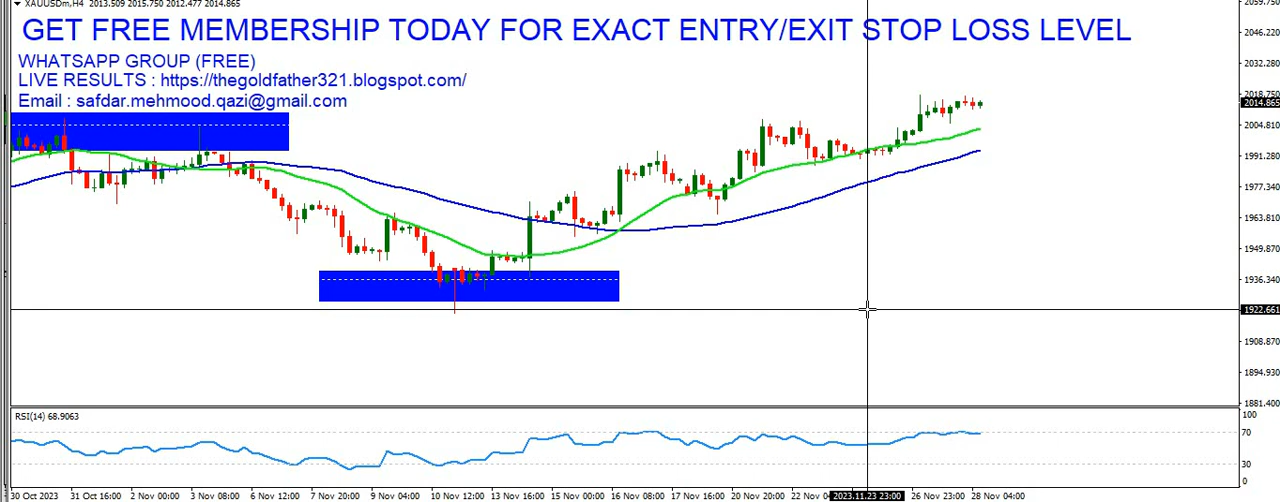 XAUUSDm,H4 2013.509 2015.750 2012.477 2014.865
GET FREE MEMBERSHIP TODAY FOR EXACT ENTRY/EXIT STOP LOSS LEVEL
WHATSAPP GROUP (FREE)
LIVE RESULTS : https://thegoldfather321.blogspot.com/
Email : safdar.mehmood.qazi@gmail.com
2059.750
2046.220
2032.280
2018.750
2014.865
2004.810
1991.280
1977.340
1963.810
1949.870
1936.340
1922.661
1908.870
1894.930
1881.400
RSI(14) 68.9063
100
70
30
0
30 Oct 2023
31 Oct 16:00
2 Nov 00:00
3 Nov 08:00
6 Nov 12:00
7 Nov 20:00
9 Nov 04:00
10 Nov 12:00
13 Nov 16:00
15 Nov 00:00
16 Nov 08:00
17 Nov 16:00
20 Nov 20:00
22 Nov 0
2023.11.23 23:00
26 Nov 23:00
28 Nov 04:00